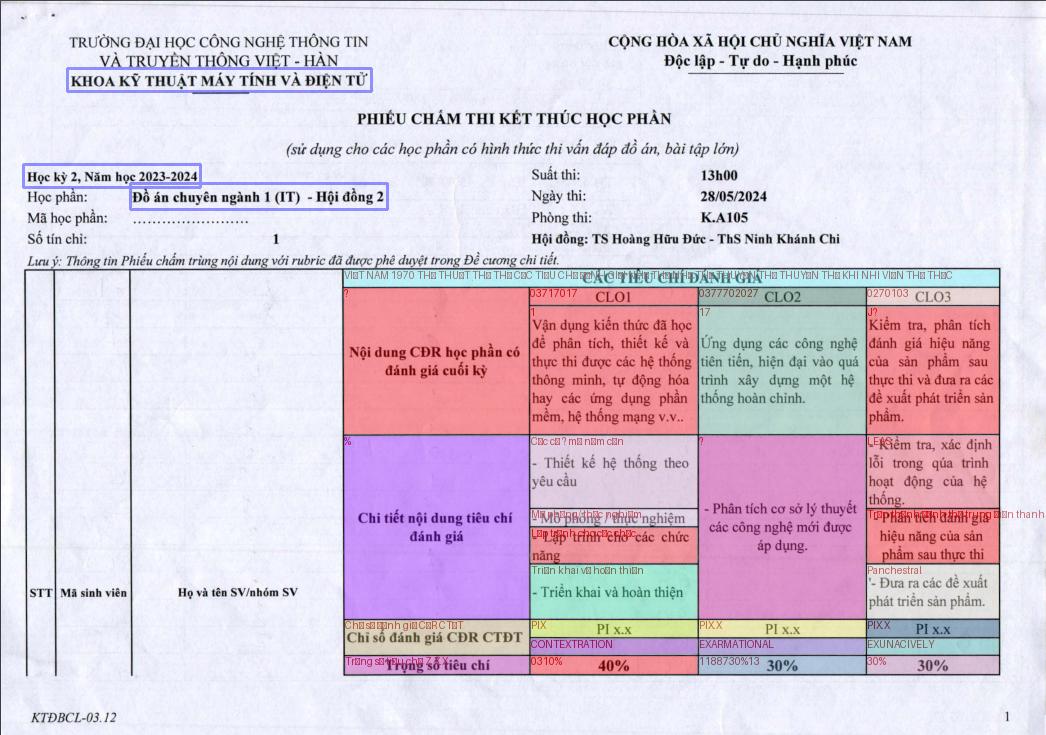 TRƯỜNG ĐẠI HỌC CÔNG NGHỆ THÔNG TIN
VÀ TRUYỀN THÔNG VIỆT - HÀN
KHOA KỸ THUẬT MÁY TÍNH VÀ ĐIỆN TỬ
CỘNG HÒA XÃ HỘI CHỦ NGHĨA VIỆT NAM
Độc lập - Tự do - Hạnh phúc
PHIẾU CHẤM THI KẾT THÚC HỌC PHẦN
(sử dụng cho các học phần có hình thức thi vấn đáp đồ án, bài tập lớn)
Học kỳ 2, Năm học 2023-2024
Học phần: Đồ án chuyên ngành 1 (IT) - Hội đồng 2
Mã học phần: ........................
Số tín chỉ: 1
Suất thi: 13h00
Ngày thi: 28/05/2024
Phòng thi: K.A105
Hội đồng: TS Hoàng Hữu Đức - ThS Ninh Khánh Chi
Lưu ý: Thông tin Phiếu chấm trùng nội dung với rubric đã được phê duyệt trong Đề cương chi tiết.
STT
Mã sinh viên
Họ và tên SV/nhóm SV
CÁC TIÊU CHÍ ĐÁNH GIÁ
?
03717017
CLO1
0377702027
CLO2
0270103
CLO3
Nội dung CĐR học phần có
đánh giá cuối kỳ
1
Vận dụng kiến thức đã học
để phân tích, thiết kế và
thực thi được các hệ thống
thông minh, tự động hóa
hay các ứng dụng phần
mềm, hệ thống mạng v.v..
17
Ứng dụng các công nghệ
tiên tiến, hiện đại vào quá
trình xây dựng một hệ
thống hoàn chỉnh.
J?
Kiểm tra, phân tích
đánh giá hiệu năng
của sản phẩm sau
thực thi và đưa ra các
đề xuất phát triển sản
phẩm.
%
Chi tiết nội dung tiêu chí
đánh giá
- Thiết kế hệ thống theo
yêu cầu
- Mô phỏng / thực nghiệm
- Lập trình cho các chức
năng
- Triển khai và hoàn thiện
?
- Phân tích cơ sở lý thuyết
các công nghệ mới được
áp dụng.
- Kiểm tra, xác định
lỗi trong qúa trình
hoạt động của hệ
thống.
- Phân tích đánh giá
hiệu năng của sản
phẩm sau thực thi
Panchestral
'- Đưa ra các đề xuất
phát triển sản phẩm.
Chỉ số đánh giá CĐR CTĐT
PIX
PI x.x
PIXX
PI x.x
PIXX
PI x.x
CONTEXTRATION
EXARMATIONAL
EXUNACIVELY
Trọng số tiêu chí
0310%
40%
1188730%13
30%
30%
30%
KTĐBCL-03.12
1